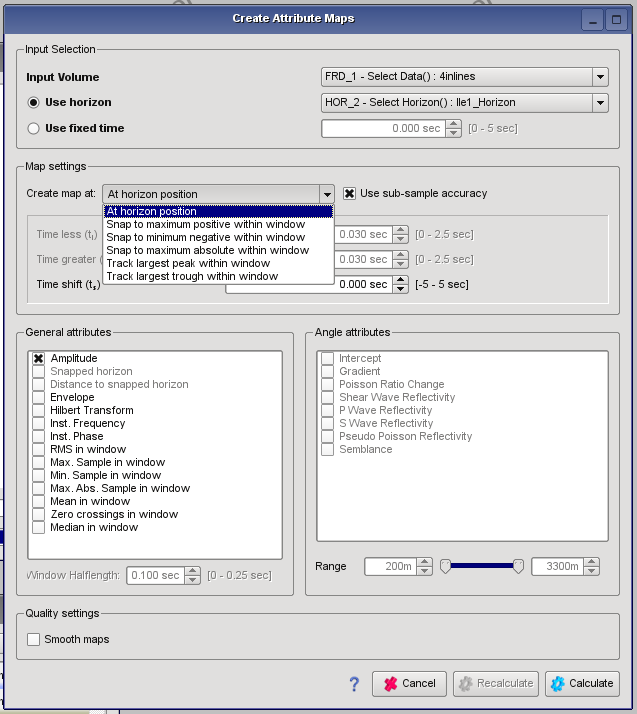 Create Attribute Maps
Input Selection
Input Volume FRD_1 - Select Data() : 4inlines
Use horizon HOR_2 - Select Horizon() : Ile1_Horizon
Use fixed time 0.000 sec [0 - 5 sec]
Map settings
Create map at: At horizon position Use sub-sample accuracy
At horizon position
Snap to maximum positive within window
Snap to minimum negative within window
Snap to maximum absolute within window
Track largest peak within window
Track largest trough within window
Time less (tl) 0.030 sec [0 - 2.5 sec]
Time greater ( 0.030 sec [0 - 2.5 sec]
Time shift (ts) 0.000 sec [-5 - 5 sec]
General attributes
Amplitude
Snapped horizon
Distance to snapped horizon
Envelope
Hilbert Transform
Inst. Frequency
Inst. Phase
RMS in window
Max. Sample in window
Min. Sample in window
Max. Abs. Sample in window
Mean in window
Zero crossings in window
Median in window
Window Halflength: 0.100 sec [0 - 0.25 sec]
Angle attributes
Intercept
Gradient
Poisson Ratio Change
Shear Wave Reflectivity
P Wave Reflectivity
S Wave Reflectivity
Pseudo Poisson Reflectivity
Semblance
Range 200m 3300m
Quality settings
Smooth maps
? Cancel Recalculate Calculate